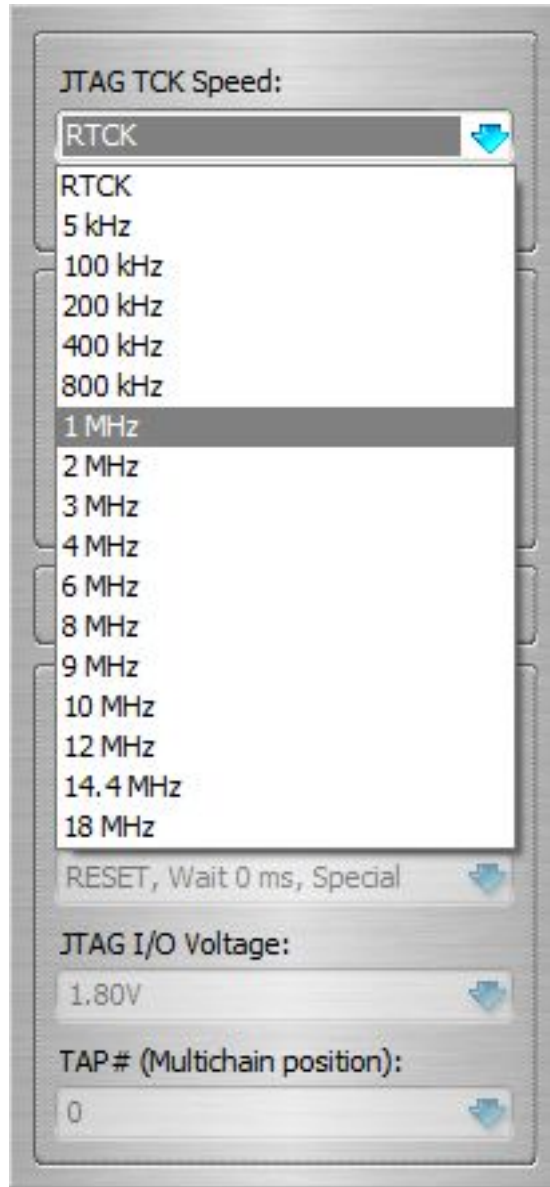 JTAG TCK Speed:
RTCK
RTCK
5 kHz
100 kHz
200 kHz
400 kHz
800 kHz
1 MHz
2 MHz
3 MHz
4 MHz
6 MHz
8 MHz
9 MHz
10 MHz
12 MHz
14.4 MHz
18 MHz
RESET, Wait 0 ms, Special
JTAG I/O Voltage:
1.80V
TAP# (Multichain position):
0